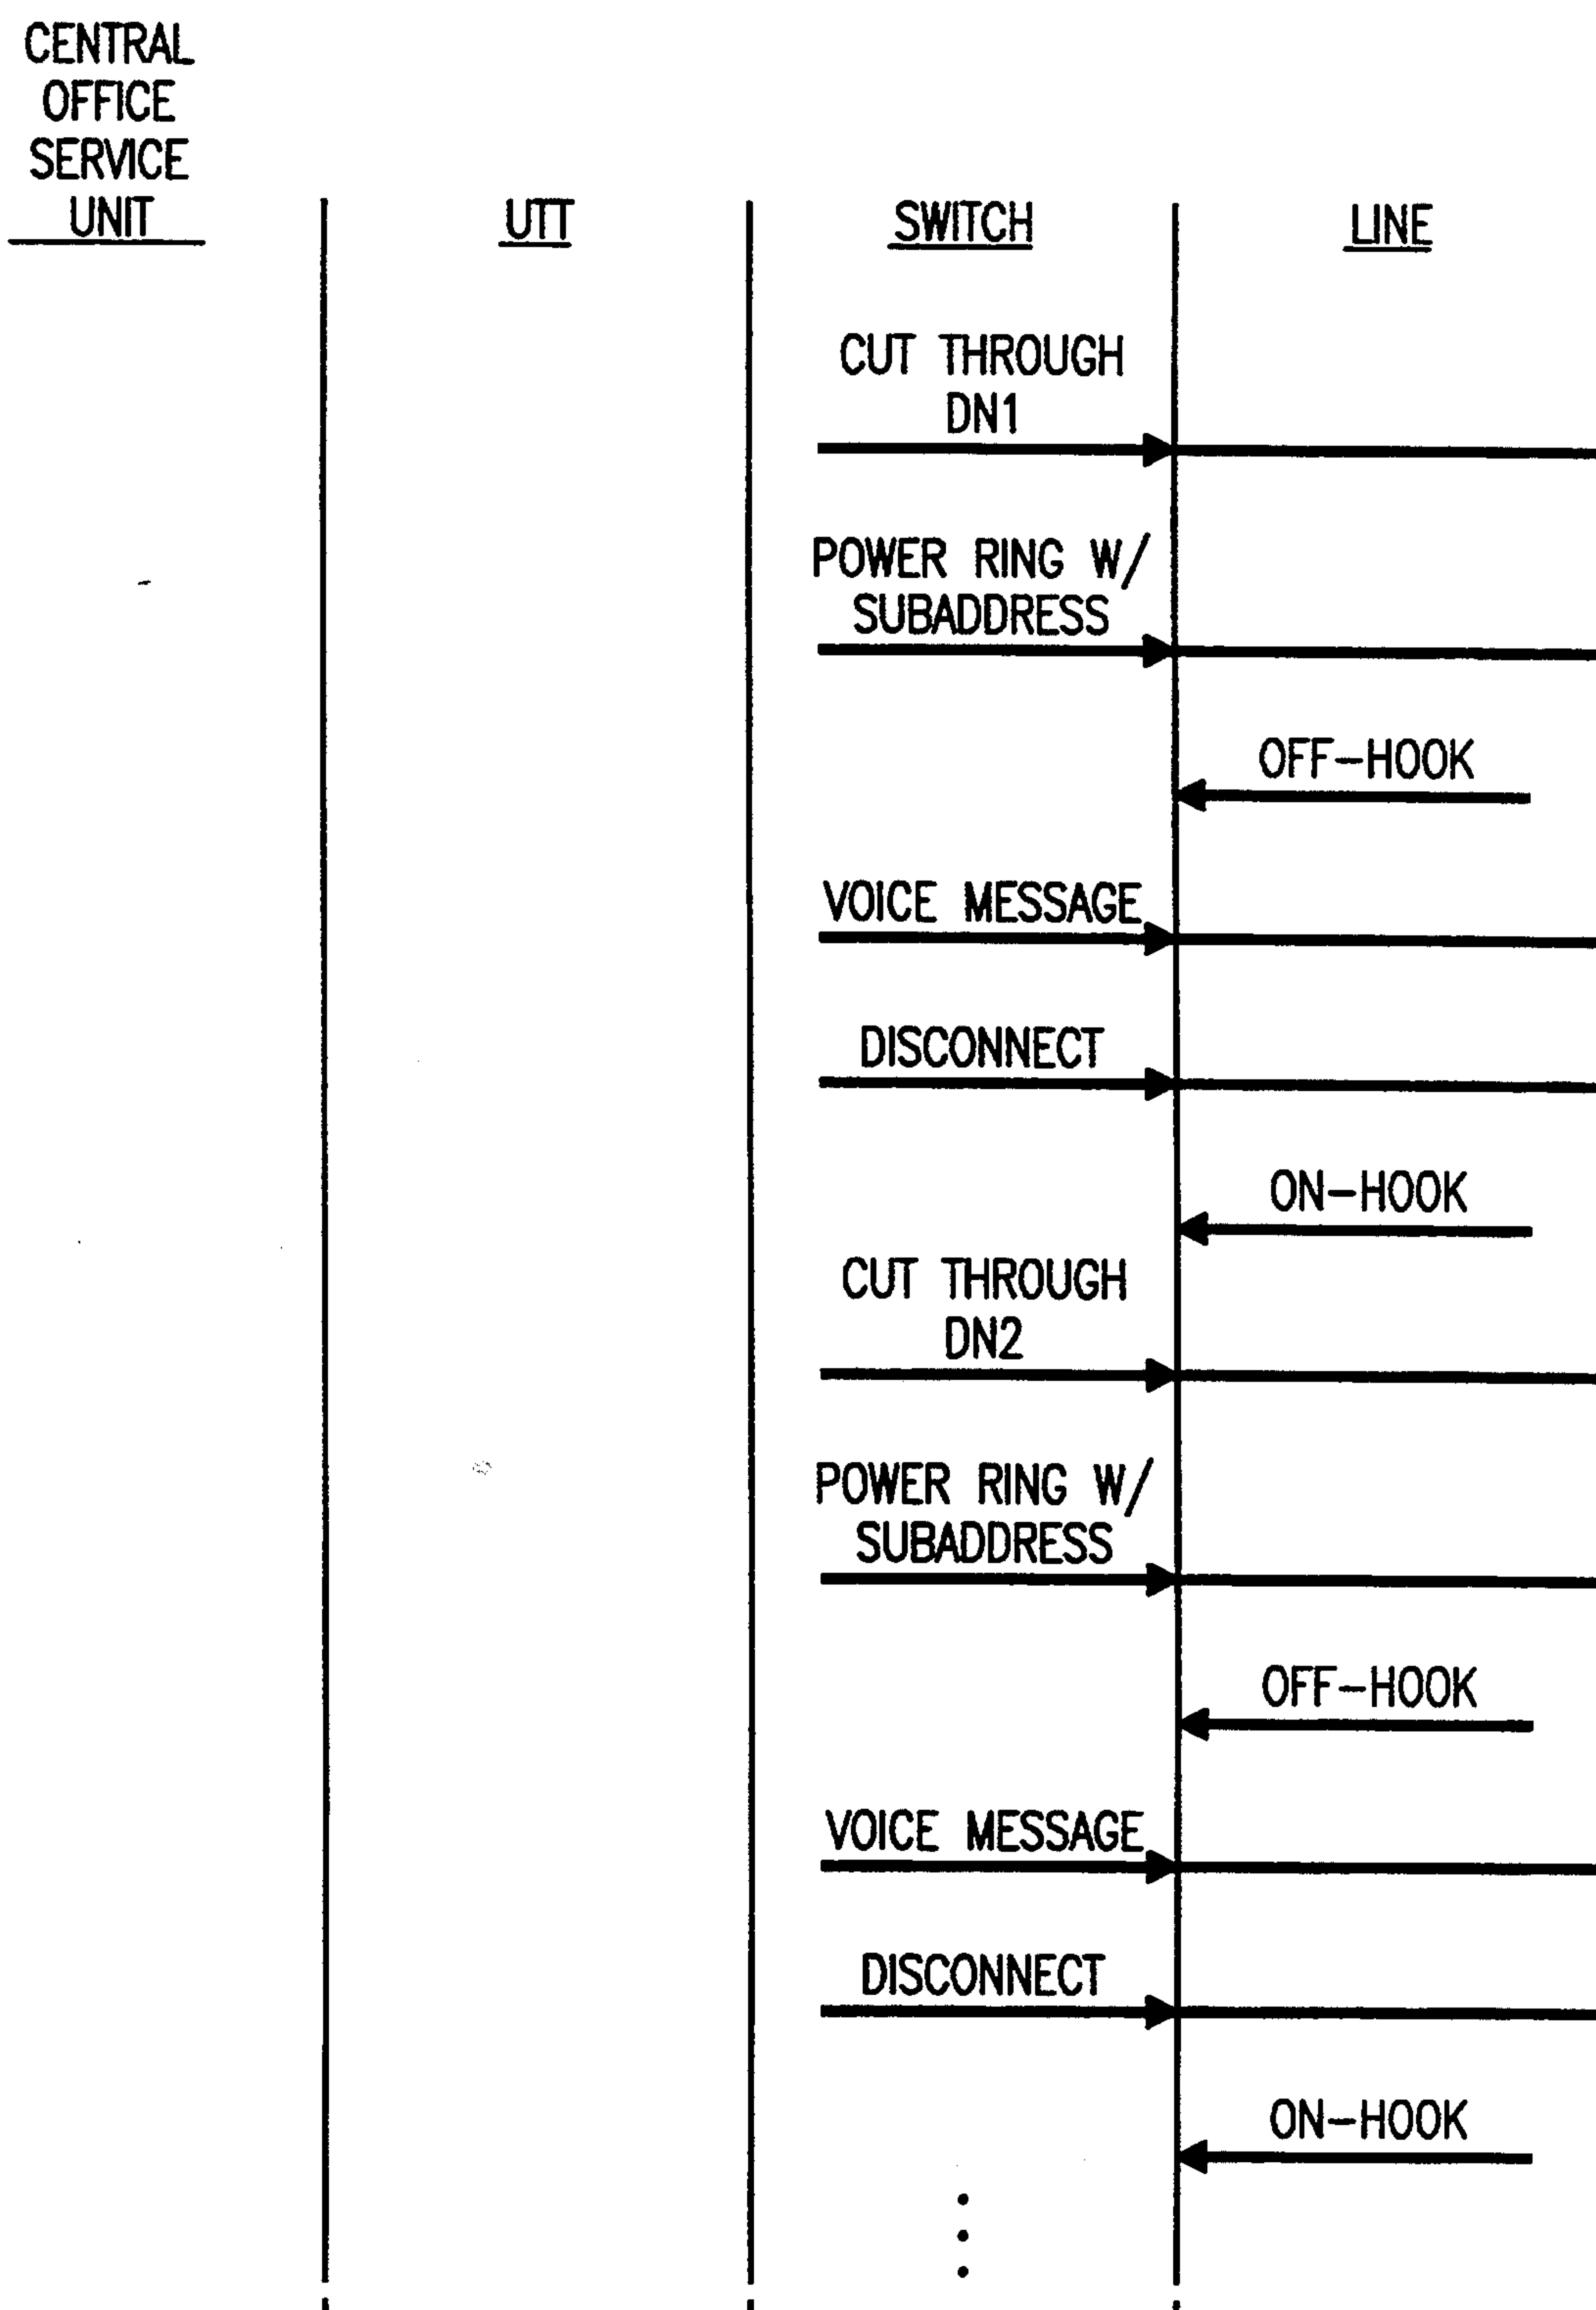 CENTRAL
OFFICE
SERVICE
UNIT
UTT
SWITCH
LINE
CUT THROUGH
DN1
POWER RING W/
SUBADDRESS
OFF-HOOK
VOICE MESSAGE
DISCONNECT
ON-HOOK
CUT THROUGH
DN2
POWER RING W/
SUBADDRESS
OFF-HOOK
VOICE MESSAGE
DISCONNECT
ON-HOOK